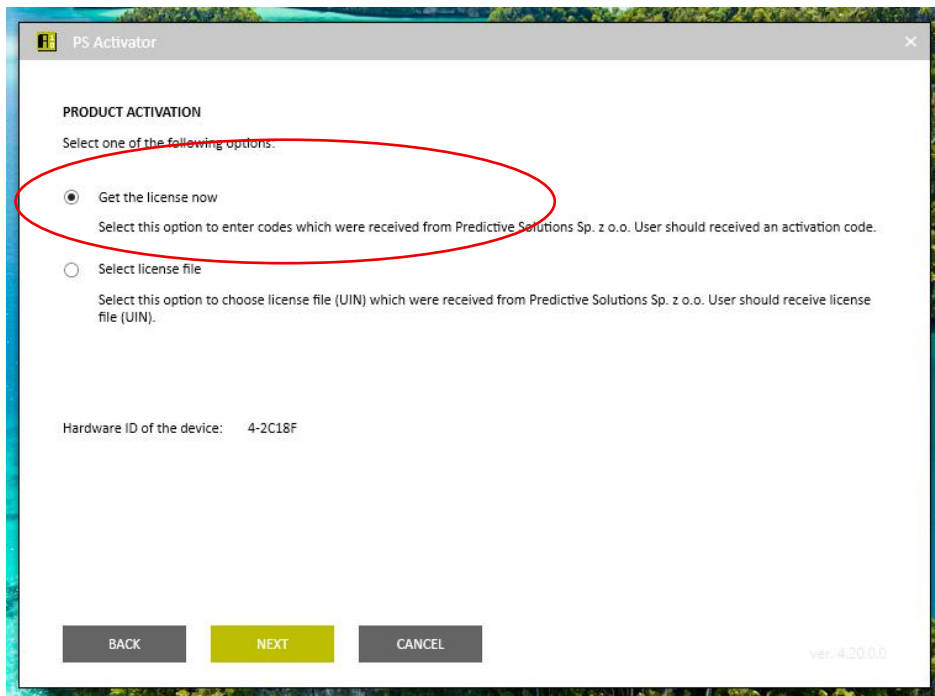 PS Activator
PRODUCT ACTIVATION
Select one of the following options:
Get the license now
Select this option to enter codes which were received from Predictive Solutions Sp. z o.o. User should received an activation code.
Select license file
Select this option to choose license file (UIN) which were received from Predictive Solutions Sp. z o.o. User should receive license
file (UIN).
Hardware ID of the device: 4-2C18F
BACK NEXT CANCEL
ver. 4.20.0.0